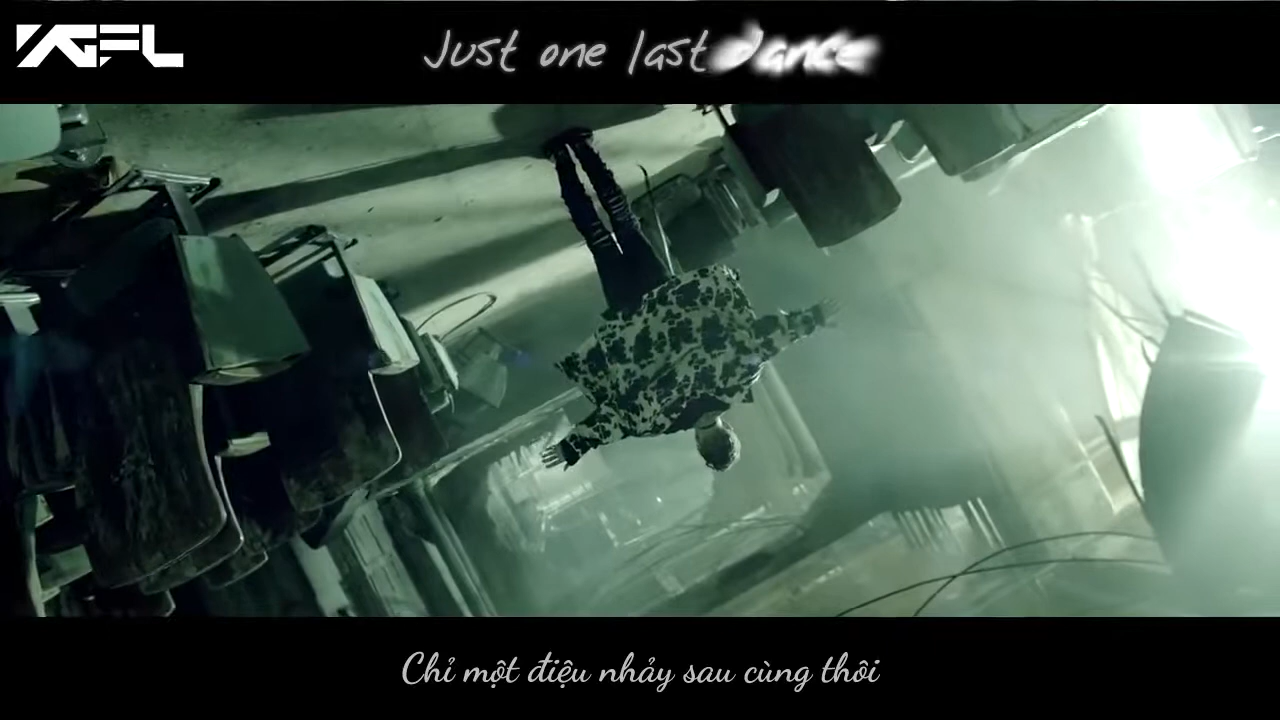 YGFL
Just one last dance
Chỉ một điệu nhảy sau cùng thôi